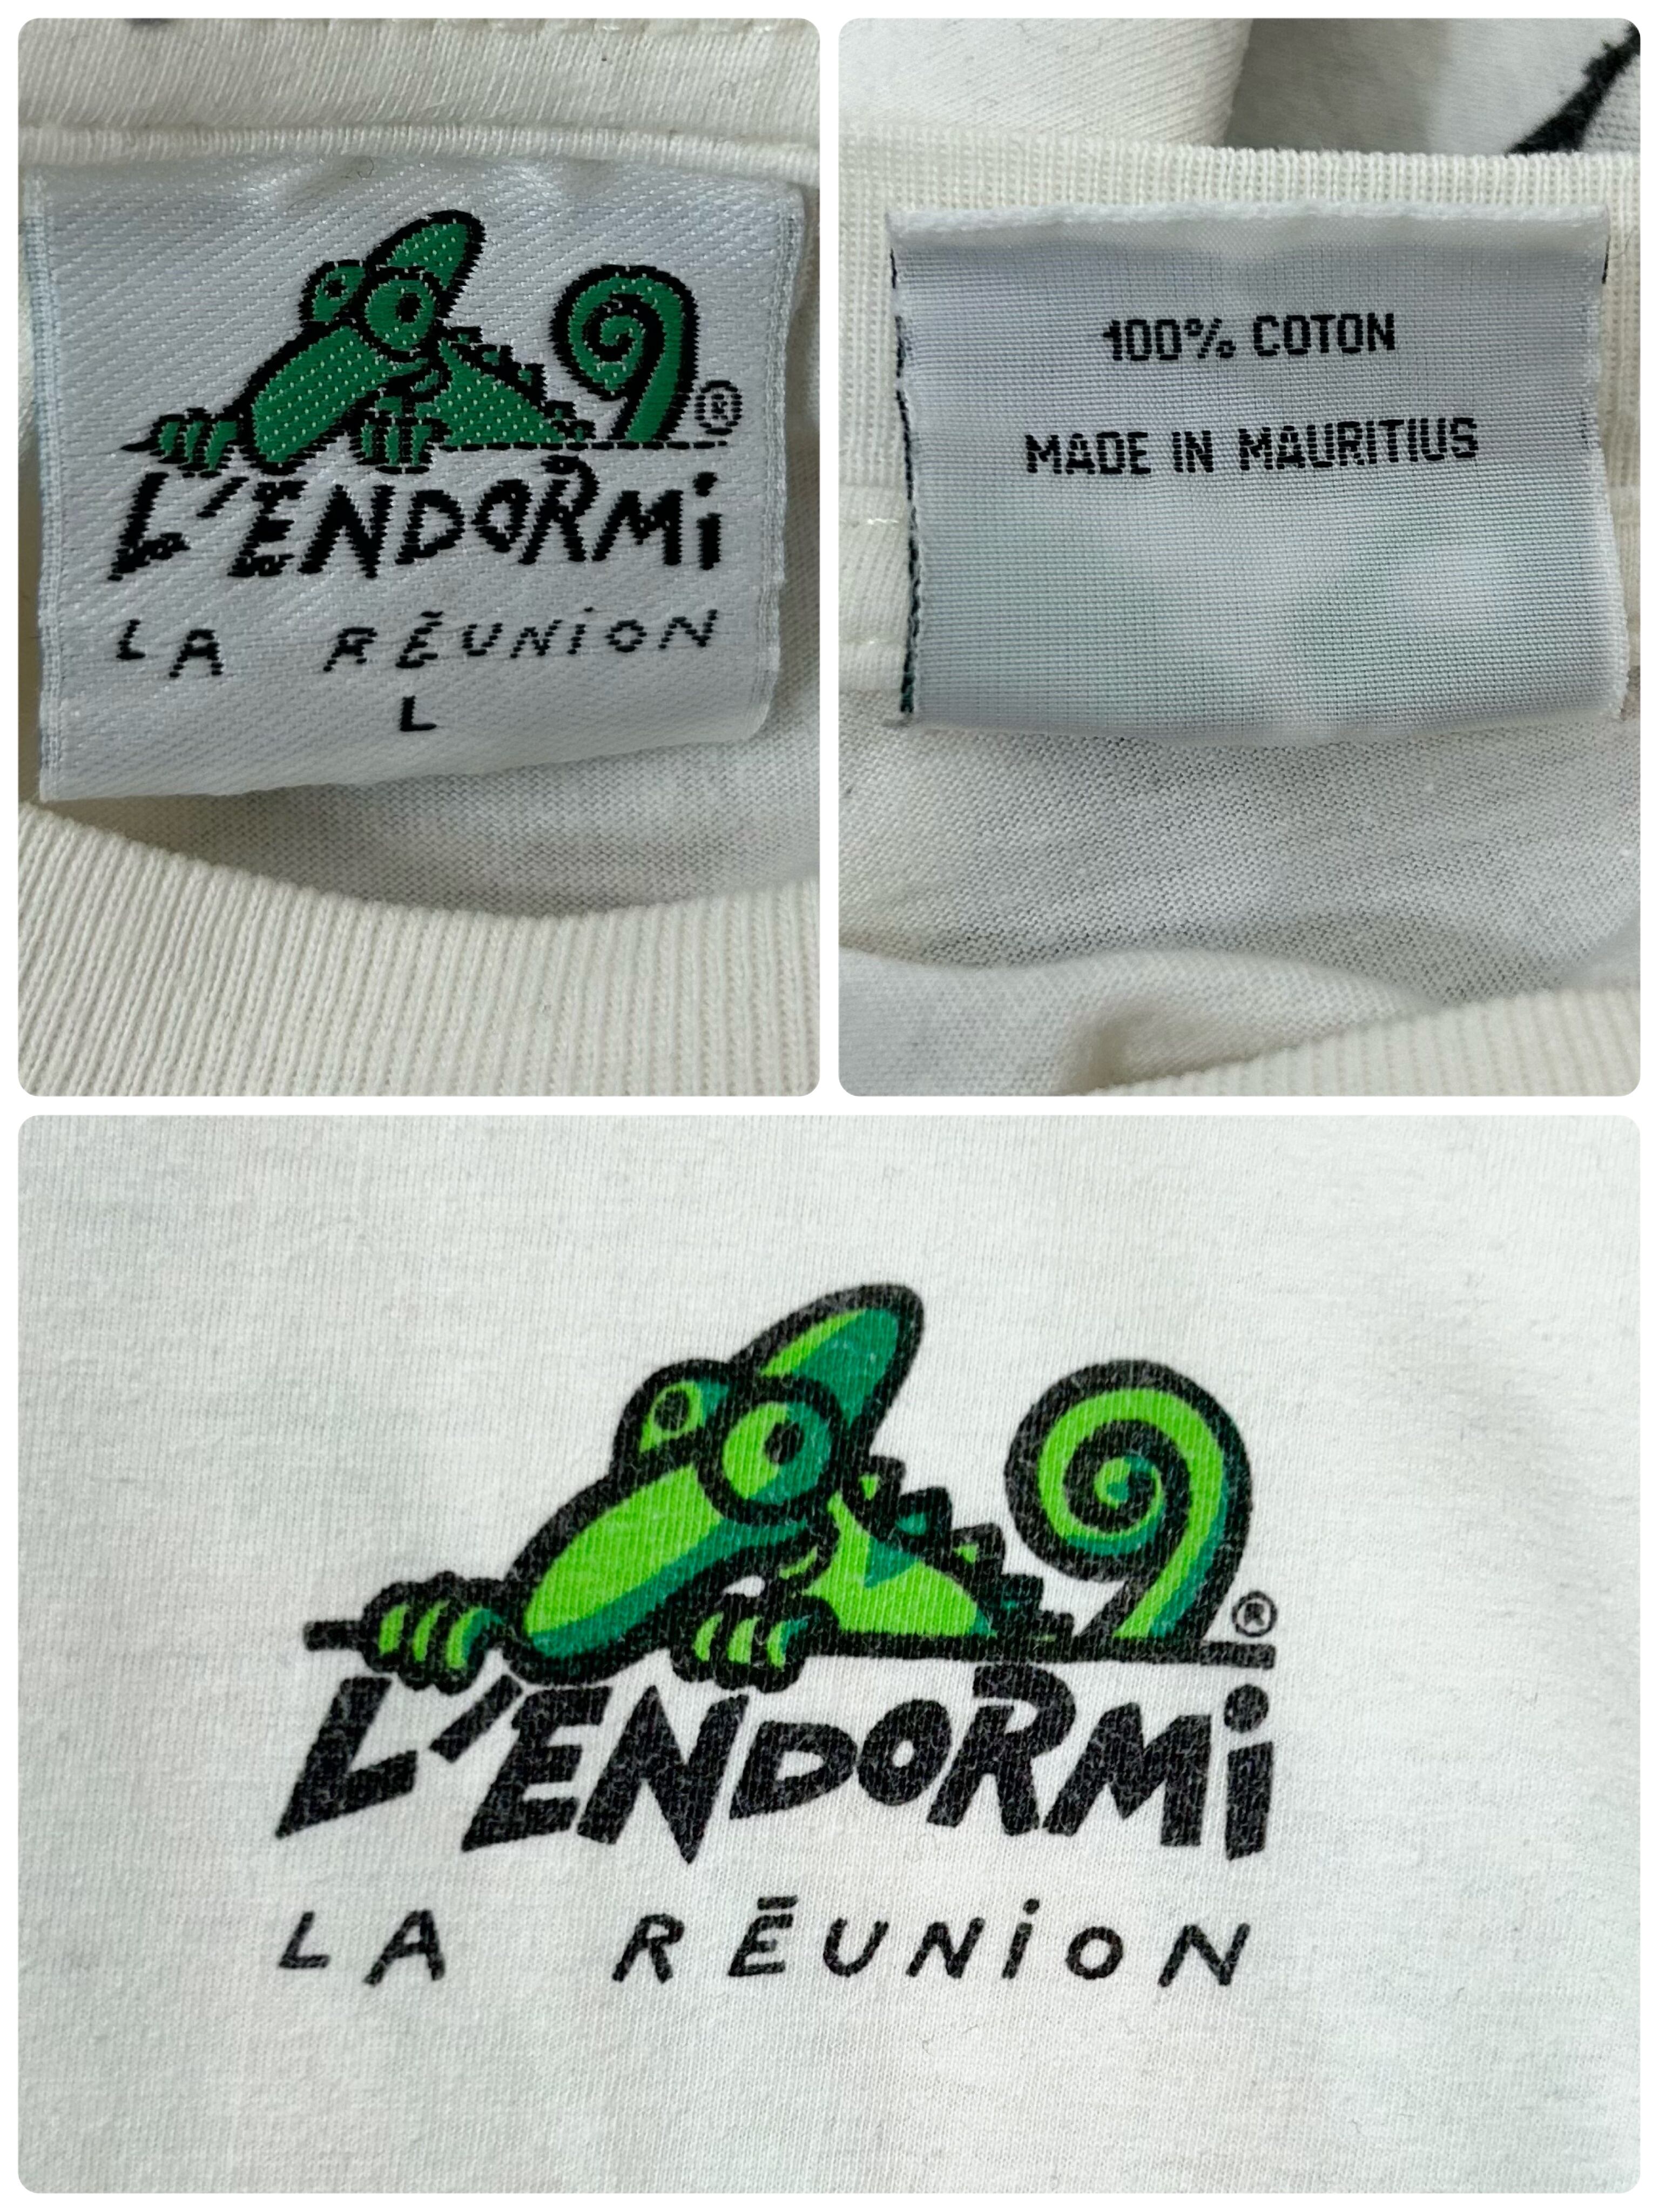 ®
L'ENDORMi
LA RĒUNiON
L
100% COTON
MADE IN MAURITIUS
®
L'ENDORMi
LA RĒUNiON